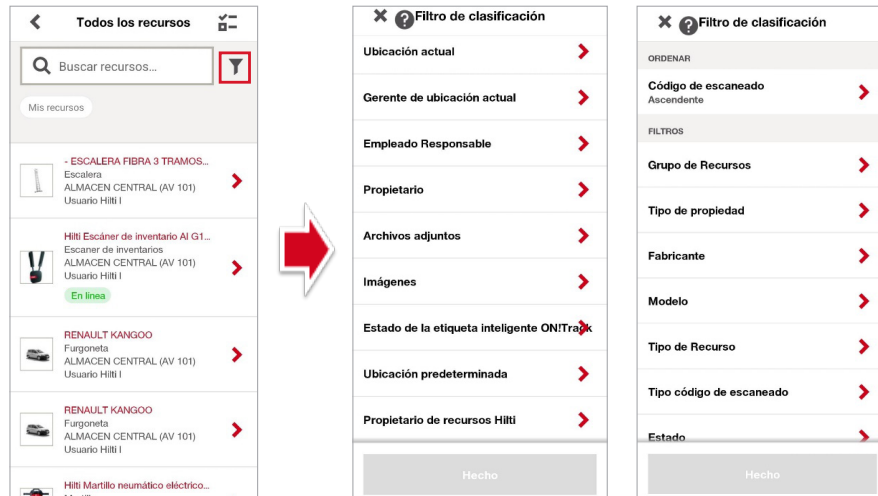 Todos los recursos
Buscar recursos...
Mis recursos
- ESCALERA FIBRA 3 TRAMOS...
Escalera
ALMACEN CENTRAL (AV 101)
Usuario Hilti I
Hilti Escáner de inventario AI G1...
Escaner de inventarios
ALMACEN CENTRAL (AV 101)
Usuario Hilti I
En línea
RENAULT KANGOO
Furgoneta
ALMACEN CENTRAL (AV 101)
Usuario Hilti I
RENAULT KANGOO
Furgoneta
ALMACEN CENTRAL (AV 101)
Usuario Hilti I
Hilti Martillo neumático eléctrico...
Filtro de clasificación
Ubicación actual
Gerente de ubicación actual
Empleado Responsable
Propietario
Archivos adjuntos
Imágenes
Estado de la etiqueta inteligente ON!Track
Ubicación predeterminada
Propietario de recursos Hilti
Hecho
Filtro de clasificación
ORDENAR
Código de escaneado
Ascendente
FILTROS
Grupo de Recursos
Tipo de propiedad
Fabricante
Modelo
Tipo de Recurso
Tipo código de escaneado
Estado
Hecho